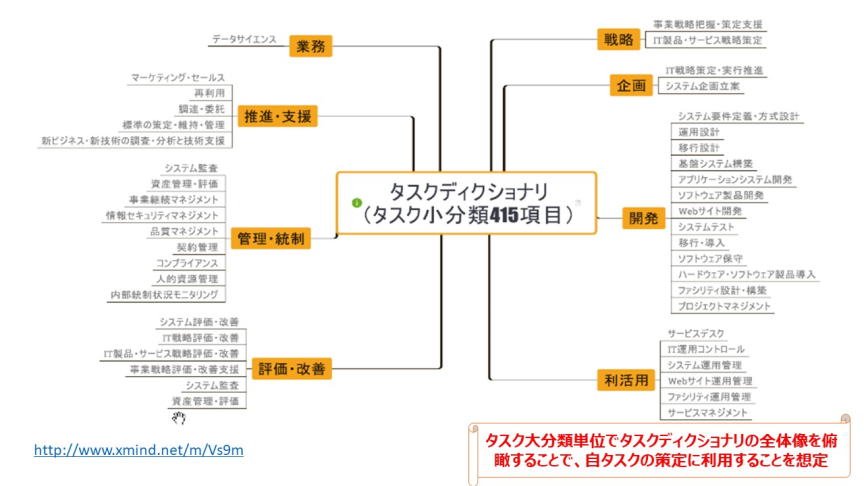 データサイエンス
業務
マーケティング・セールス
再利用
調達・委託
標準の策定・維持・管理
新ビジネス・新技術の調査・分析と技術支援
推進・支援
システム監査
資産管理・評価
事業継続マネジメント
情報セキュリティマネジメント
品質マネジメント
契約管理
コンプライアンス
人的資源管理
内部統制状況モニタリング
管理・統制
システム評価・改善
IT戦略評価・改善
IT製品・サービス戦略評価・改善
事業戦略評価・改善支援
システム監査
資産管理・評価
評価・改善
タスクディクショナリ
(タスク小分類415項目)
戦略
事業戦略把握・策定支援
IT製品・サービス戦略策定
企画
IT戦略策定・実行推進
システム企画立案
開発
システム要件定義・方式設計
運用設計
移行設計
基盤システム構築
アプリケーションシステム開発
ソフトウェア製品開発
Webサイト開発
システムテスト
移行・導入
ソフトウェア保守
ハードウェア・ソフトウェア製品導入
ファシリティ設計・構築
プロジェクトマネジメント
利活用
サービスデスク
IT運用コントロール
システム運用管理
Webサイト運用管理
ファシリティ運用管理
サービスマネジメント
http://www.xmind.net/m/Vs9m
タスク大分類単位でタスクディクショナリの全体像を俯
瞰することで、自タスクの策定に利用することを想定